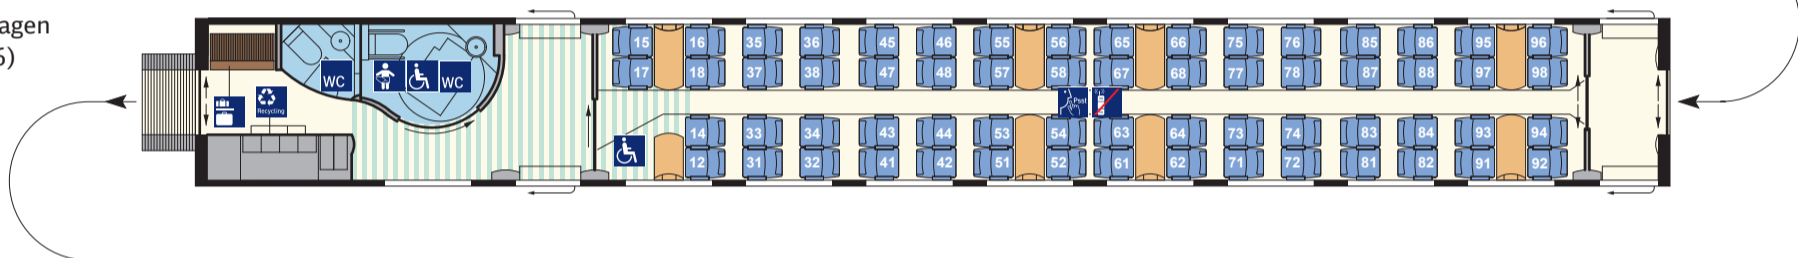 agen
6)
WC
WC
Recycling
Psst
15 16 35 36 45 46 55 56 65 66 75 76 85 86 95 96
17 18 37 38 47 48 57 58 67 68 77 78 87 88 97 98
14 33 34 43 44 53 54 63 64 73 74 83 84 93 94
12 31 32 41 42 51 52 61 62 71 72 81 82 91 92